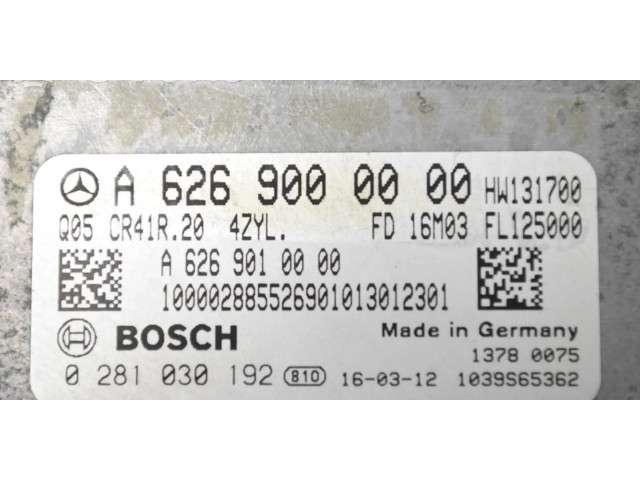 A 626 900 00 00 HW131700
Q05 CR41R.20 4ZYL. FD 16M03 FL125000
A 626 901 00 00
100002885526901013012301
BOSCH Made in Germany
1378 0075
0 281 030 192 810 16-03-12 1039S65362